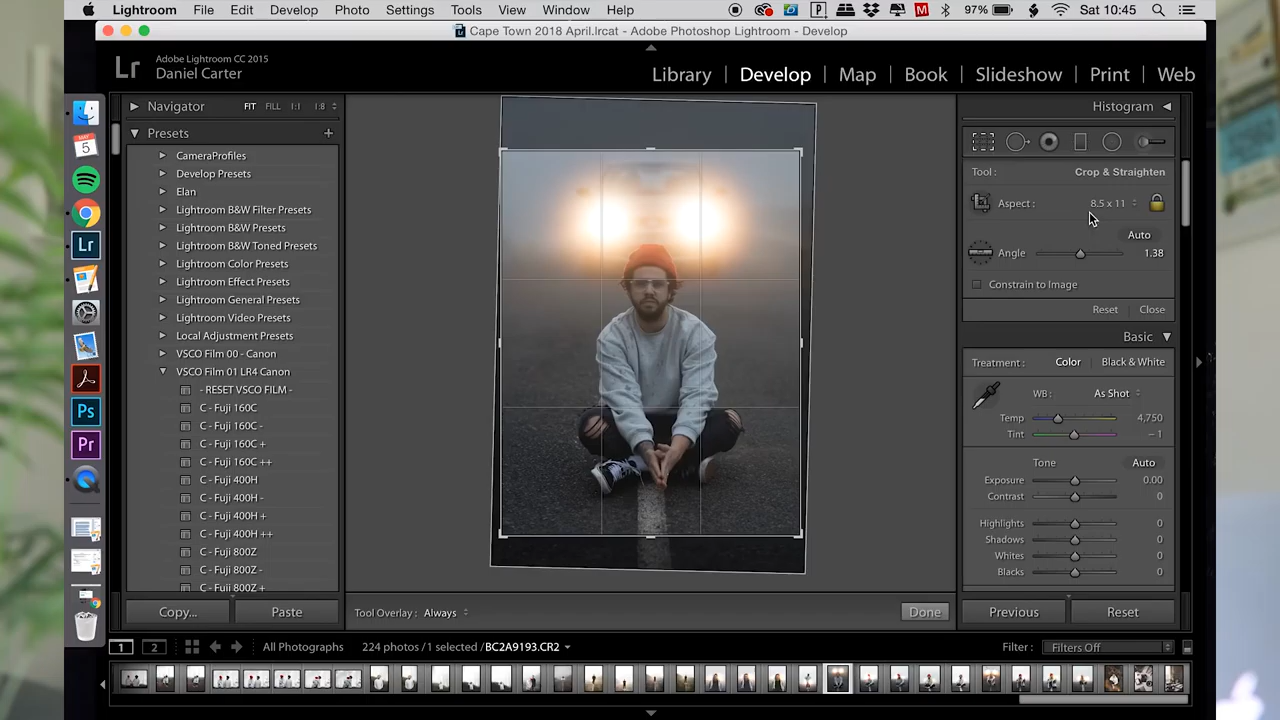 Lightroom File Edit Develop Photo Settings Tools View Window Help 97% Sat 10:45
Cape Town 2018 April.lrcat - Adobe Photoshop Lightroom - Develop
Lr Adobe Lightroom CC 2015
Daniel Carter
Library Develop Map Book Slideshow Print Web
Navigator FIT FILL 1:1 1:8
Presets +
CameraProfiles
Develop Presets
Elan
Lightroom B&W Filter Presets
Lightroom B&W Presets
Lightroom B&W Toned Presets
Lightroom Color Presets
Lightroom Effect Presets
Lightroom General Presets
Lightroom Video Presets
Local Adjustment Presets
VSCO Film 00 - Canon
VSCO Film 01 LR4 Canon
- RESET VSCO FILM -
C - Fuji 160C
C - Fuji 160C -
C - Fuji 160C +
C - Fuji 160C ++
C - Fuji 400H
C - Fuji 400H -
C - Fuji 400H +
C - Fuji 400H ++
C - Fuji 800Z
C - Fuji 800Z -
C - Fuji 800Z +
Copy... Paste
MAY
5
Lr
Ps
Pr
Histogram
Tool : Crop & Straighten
Aspect : 8.5 x 11
Auto
Angle 1.38
Constrain to Image
Reset Close
Basic
Treatment : Color Black & White
WB : As Shot
Temp 4,750
Tint – 1
Tone Auto
Exposure 0.00
Contrast 0
Highlights 0
Shadows 0
Whites 0
Blacks 0
Tool Overlay : Always Done
Previous Reset
1 2 All Photographs 224 photos / 1 selected / BC2A9193.CR2 Filter : Filters Off